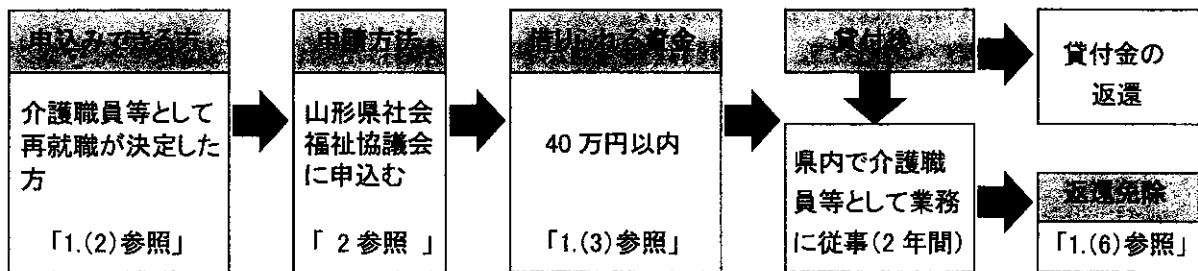 申込みできる方
介護職員等として
再就職が決定した
方
「1.(2)参照」
申請方法
山形県社会
福祉協議会
に申込む
「 2 参照 」
借りられる資金
40 万円以内
「1.(3)参照」
貸付後
県内で介護職
員等として業務
に従事(2 年間)
貸付金の
返還
返還免除
「1.(6)参照」